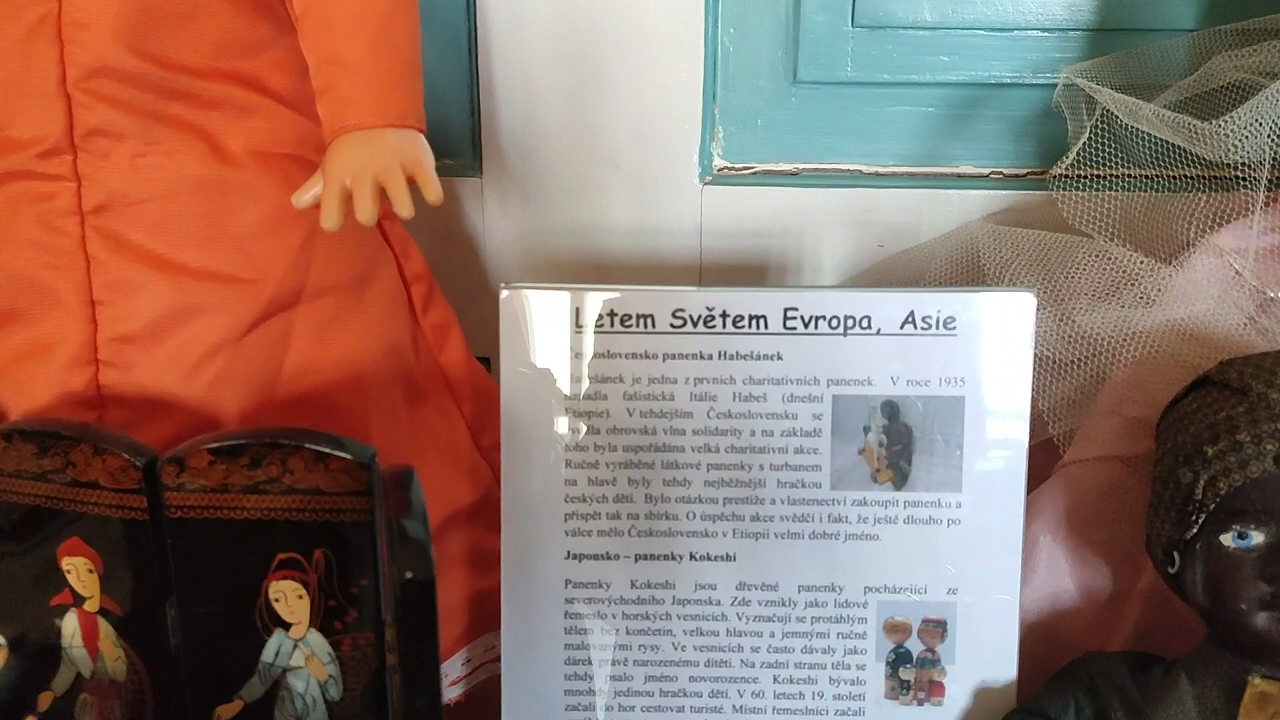 Letem Světem Evropa, Asie
Československo panenka Habešánek
Habešánek je jedna z prvních charitativních panenek. V roce 1935
napadla fašistická Itálie Habeš (dnešní
Etiopie). V tehdejším Československu se
zvedla obrovská vlna solidarity a na základě
toho byla uspořádána velká charitativní akce.
Ručně vyráběné látkové panenky s turbanem
na hlavě byly tehdy nejběžnější hračkou
českých dětí. Bylo otázkou prestiže a vlastenectví zakoupit panenku a
přispět tak na sbírku. O úspěchu akce svědčí i fakt, že ještě dlouho po
válce mělo Československo v Etiopii velmi dobré jméno.
Japonsko – panenky Kokeshi
Panenky Kokeshi jsou dřevěné panenky pocházející ze
severovýchodního Japonska. Zde vznikly jako lidové
řemeslo v horských vesnicích. Vyznačují se protáhlým
tělem bez končetin, velkou hlavou a jemnými ručně
malovanými rysy. Ve vesnicích se často dávaly jako
dárek právě narozenému dítěti. Na zadní stranu těla se
tehdy psalo jméno novorozence. Kokeshi bývalo
mnohdy jedinou hračkou dětí. V 60. letech 19. století
začali do hor cestovat turisté. Místní řemeslníci začali